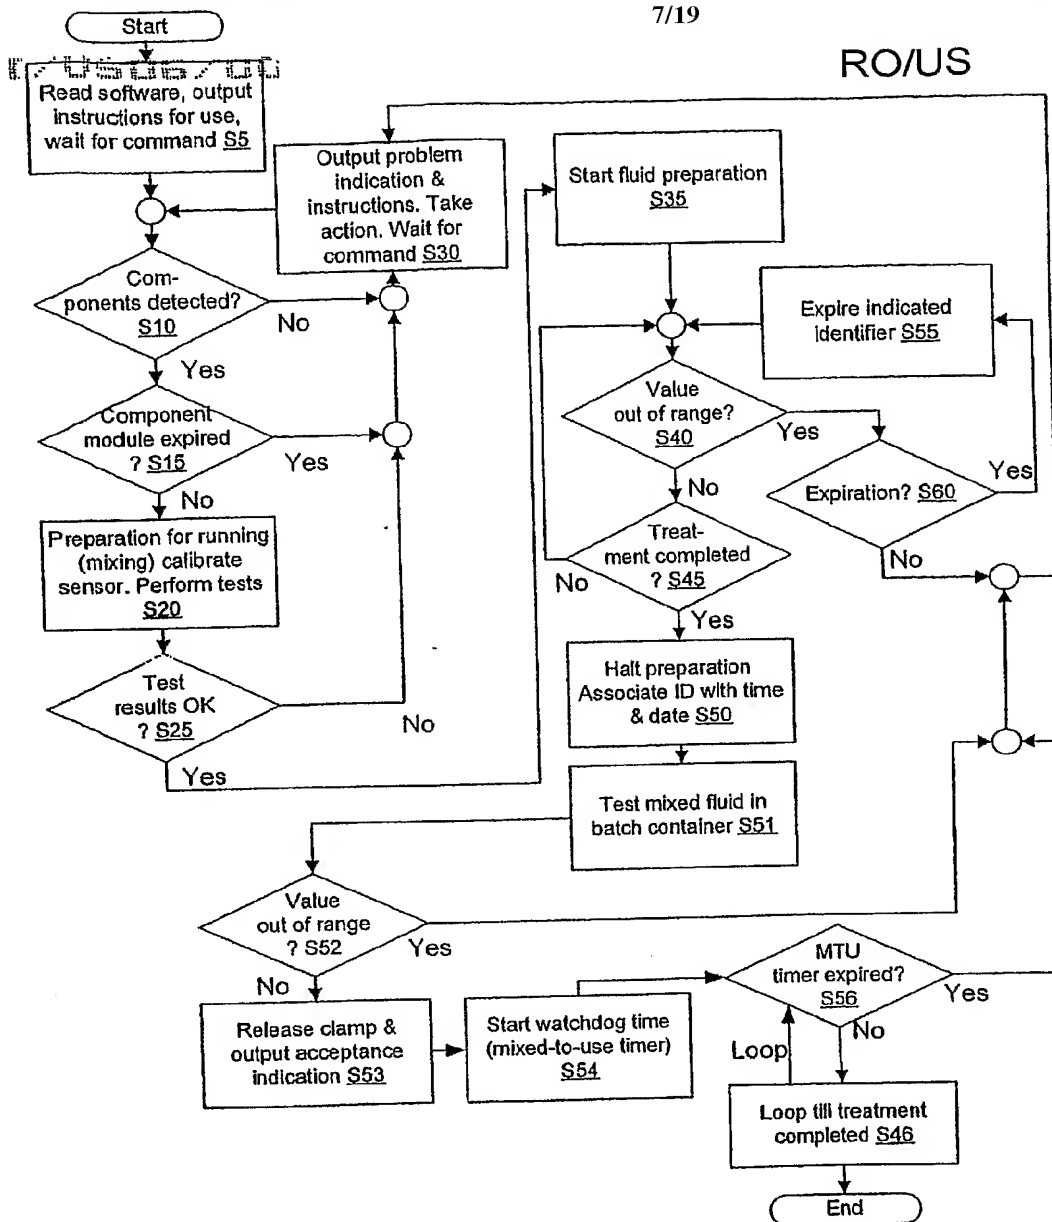 7/19
RO/US
Start
Read software, output
instructions for use,
wait for command S5
Output problem
indication &
instructions. Take
action. Wait for
command S30
Com-
ponents detected?
S10
No
Yes
Component
module expired
? S15
Yes
No
Preparation for running
(mixing) calibrate
sensor. Perform tests
S20
Test
results OK
? S25
No
Yes
Start fluid preparation
S35
Expire indicated
identifier S55
Value
out of range?
S40
Yes
No
Expiration? S60
Yes
No
Treat-
ment completed
? S45
No
Yes
Halt preparation
Associate ID with time
& date S50
Test mixed fluid in
batch container S51
Value
out of range
? S52
Yes
No
Release clamp &
output acceptance
indication S53
Start watchdog time
(mixed-to-use timer)
S54
MTU
timer expired?
S56
Yes
No
Loop
Loop till treatment
completed S46
End